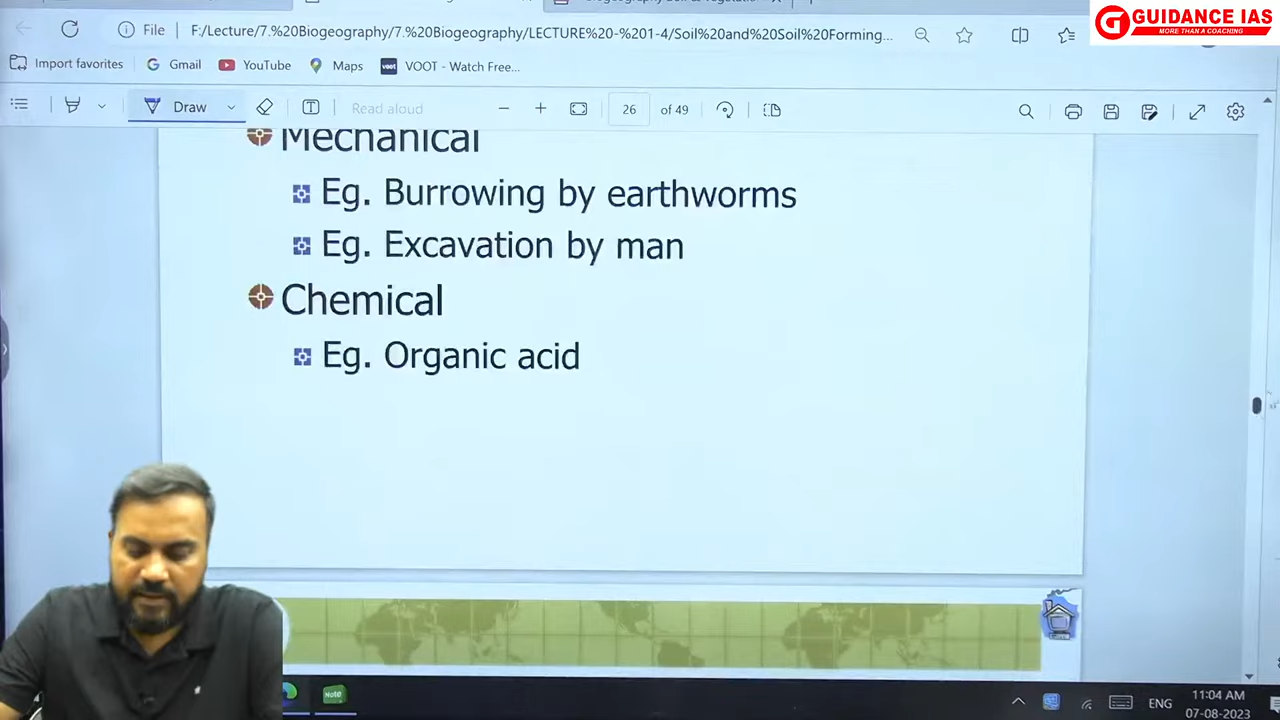 GUIDANCE IAS
MORE THAN A COACHING
File
F:/Lecture/7.%20Biogeography/7.%20Biogeography/LECTURE%20-%201-4/Soil%20and%20Soil%20Forming...
Import favorites
Gmail
YouTube
Maps
voot
VOOT - Watch Free...
Draw
Read aloud
26
of 49
Mechanical
Eg. Burrowing by earthworms
Eg. Excavation by man
Chemical
Eg. Organic acid
Note
ENG
11:04 AM
07-08-2023